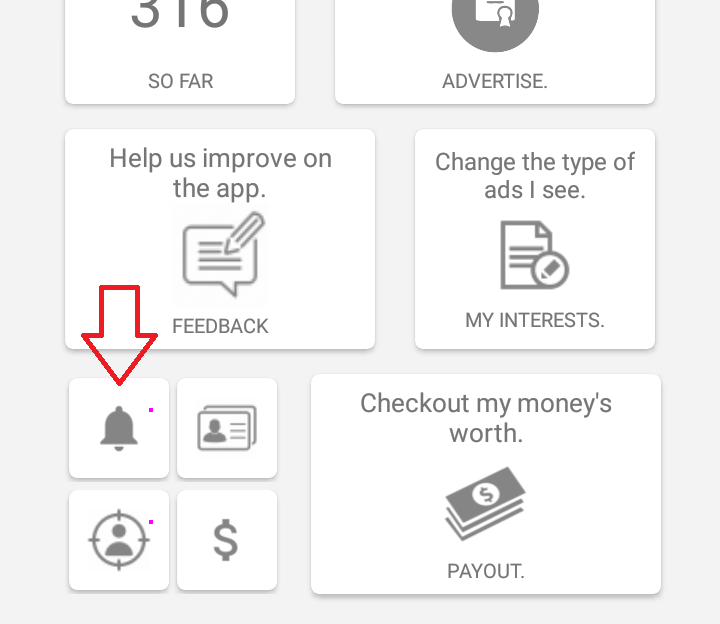 316
SO FAR
ADVERTISE.
Help us improve on
the app.
FEEDBACK
Change the type of
ads I see.
MY INTERESTS.
Checkout my money's
worth.
PAYOUT.